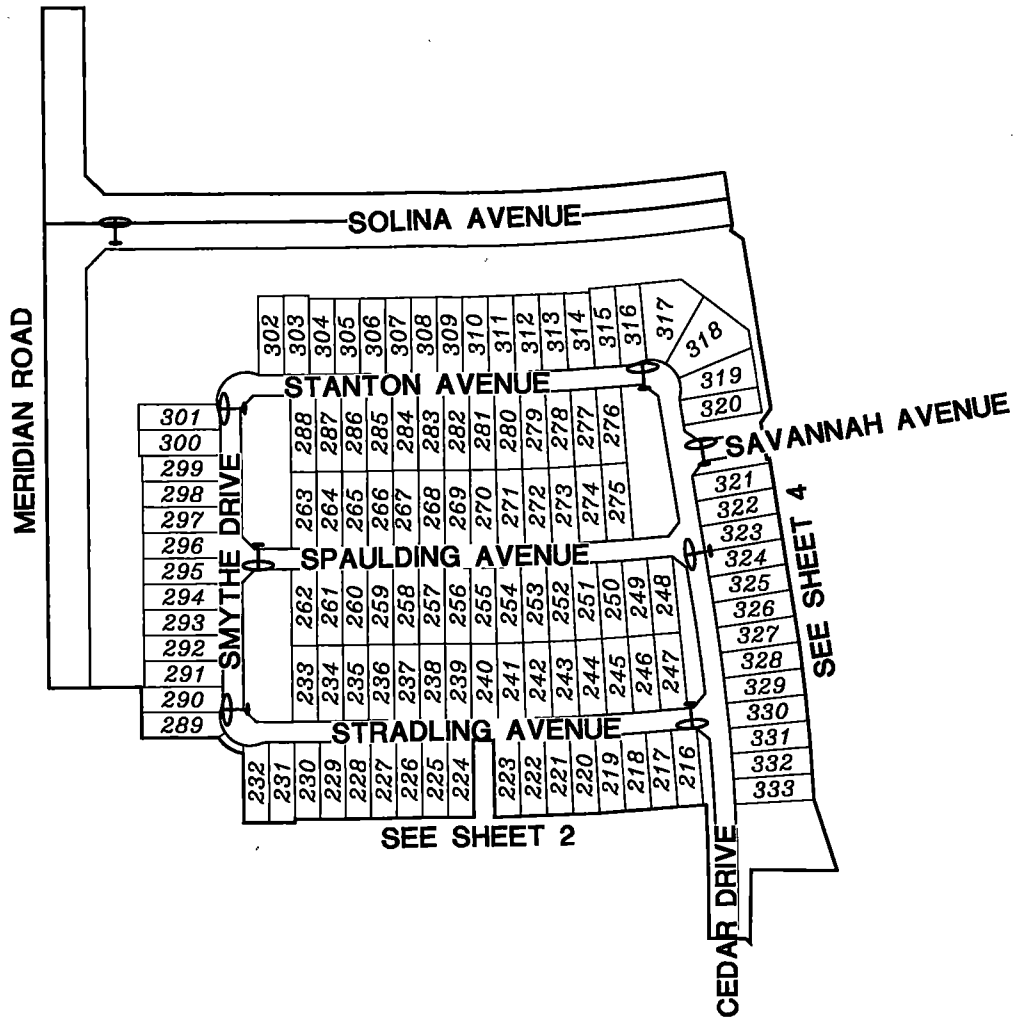 SOLINA AVENUE
MERIDIAN ROAD
302 303 304 305 306 307 308 309 310 311 312 313 314 315 316 317
318
319
320
STANTON AVENUE
SAVANNAH AVENUE
301
300
299
298
297
296
295
294
293
292
291
290
289
SMYTHE DRIVE
288 287 286 285 284 283 282 281 280 279 278 277 276
263 264 265 266 267 268 269 270 271 272 273 274 275
SPAULDING AVENUE
262 261 260 259 258 257 256 255 254 253 252 251 250 249 248
233 234 235 236 237 238 239 240 241 242 243 244 245 246 247
STRADLING AVENUE
232 231 230 229 228 227 226 225 224 223 222 221 220 219 218 217 216
321
322
323
324
325
326
327
328
329
330
331
332
333
SEE SHEET 4
SEE SHEET 2
CEDAR DRIVE